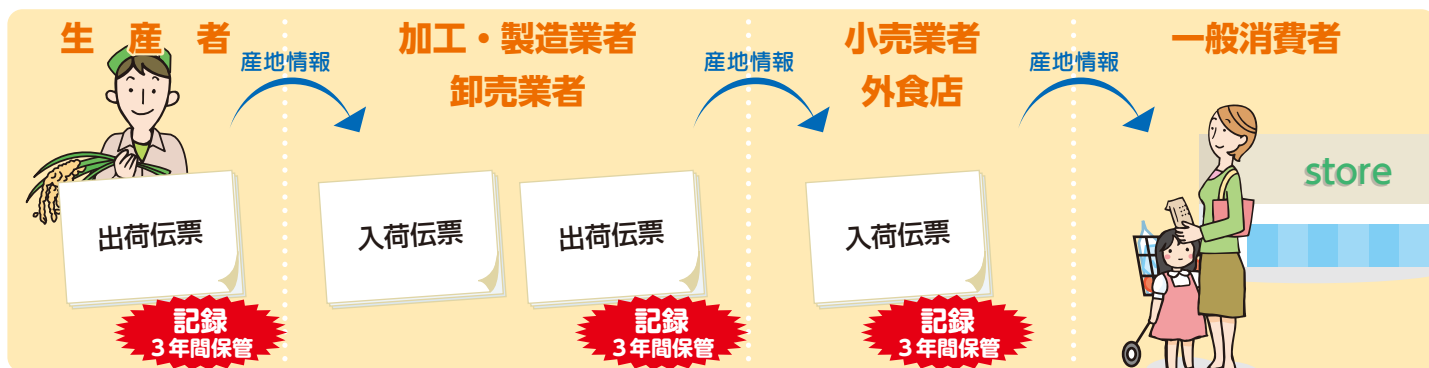 生 産 者
産地情報
出荷伝票
記録
3年間保管
加工・製造業者
卸売業者
産地情報
入荷伝票
出荷伝票
記録
3年間保管
小売業者
外食店
産地情報
入荷伝票
記録
3年間保管
一般消費者
store